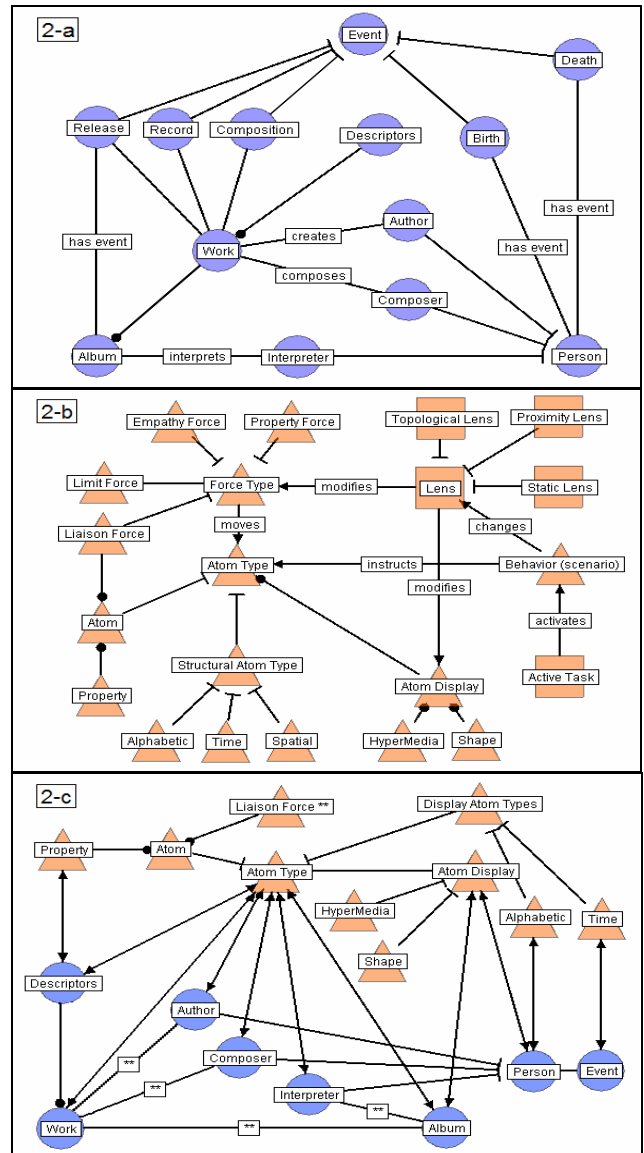 2-a
Event
Death
Release
Record
Composition
Descriptors
Birth
has event
creates
Author
has event
has event
Work
composes
Composer
Album
interprets
Interpreter
Person
2-b
Empathy Force
Property Force
Topological Lens
Proximity Lens
Limit Force
Force Type
modifies
Lens
Static Lens
Liaison Force
moves
changes
Atom Type
instructs
Behavior (scenario)
modifies
Atom
activates
Structural Atom Type
Property
Atom Display
Active Task
Alphabetic
Time
Spatial
HyperMedia
Shape
2-c
Liaison Force **
Display Atom Types
Property
Atom
Atom Type
Atom Display
HyperMedia
Alphabetic
Time
Shape
Descriptors
Author
**
Composer
**
Interpreter
**
Person
Event
Work
**
Album